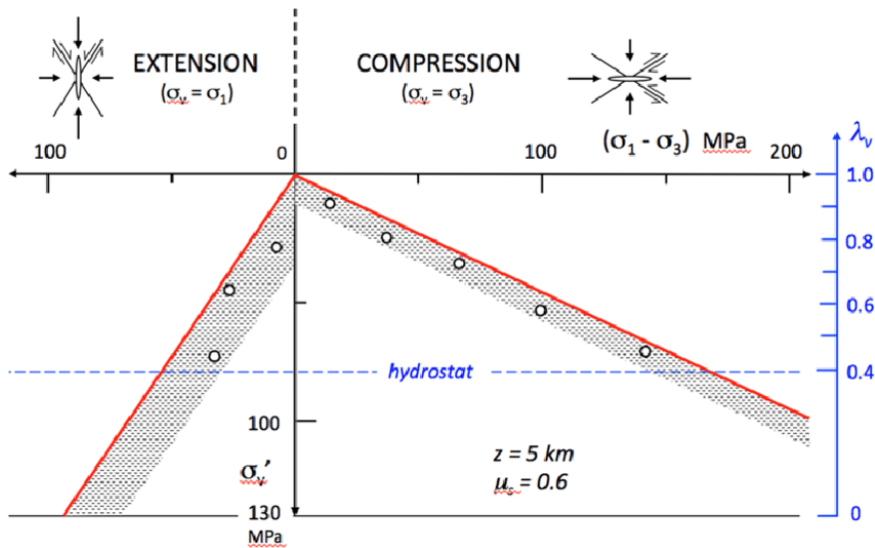 EXTENSION
(σv = σ1)
COMPRESSION
(σv = σ3)
(σ1 - σ3) MPa
λv
100
0
100
200
1.0
0.8
0.6
hydrostat
0.4
100
z = 5 km
σv'
μs = 0.6
130
0
MPa